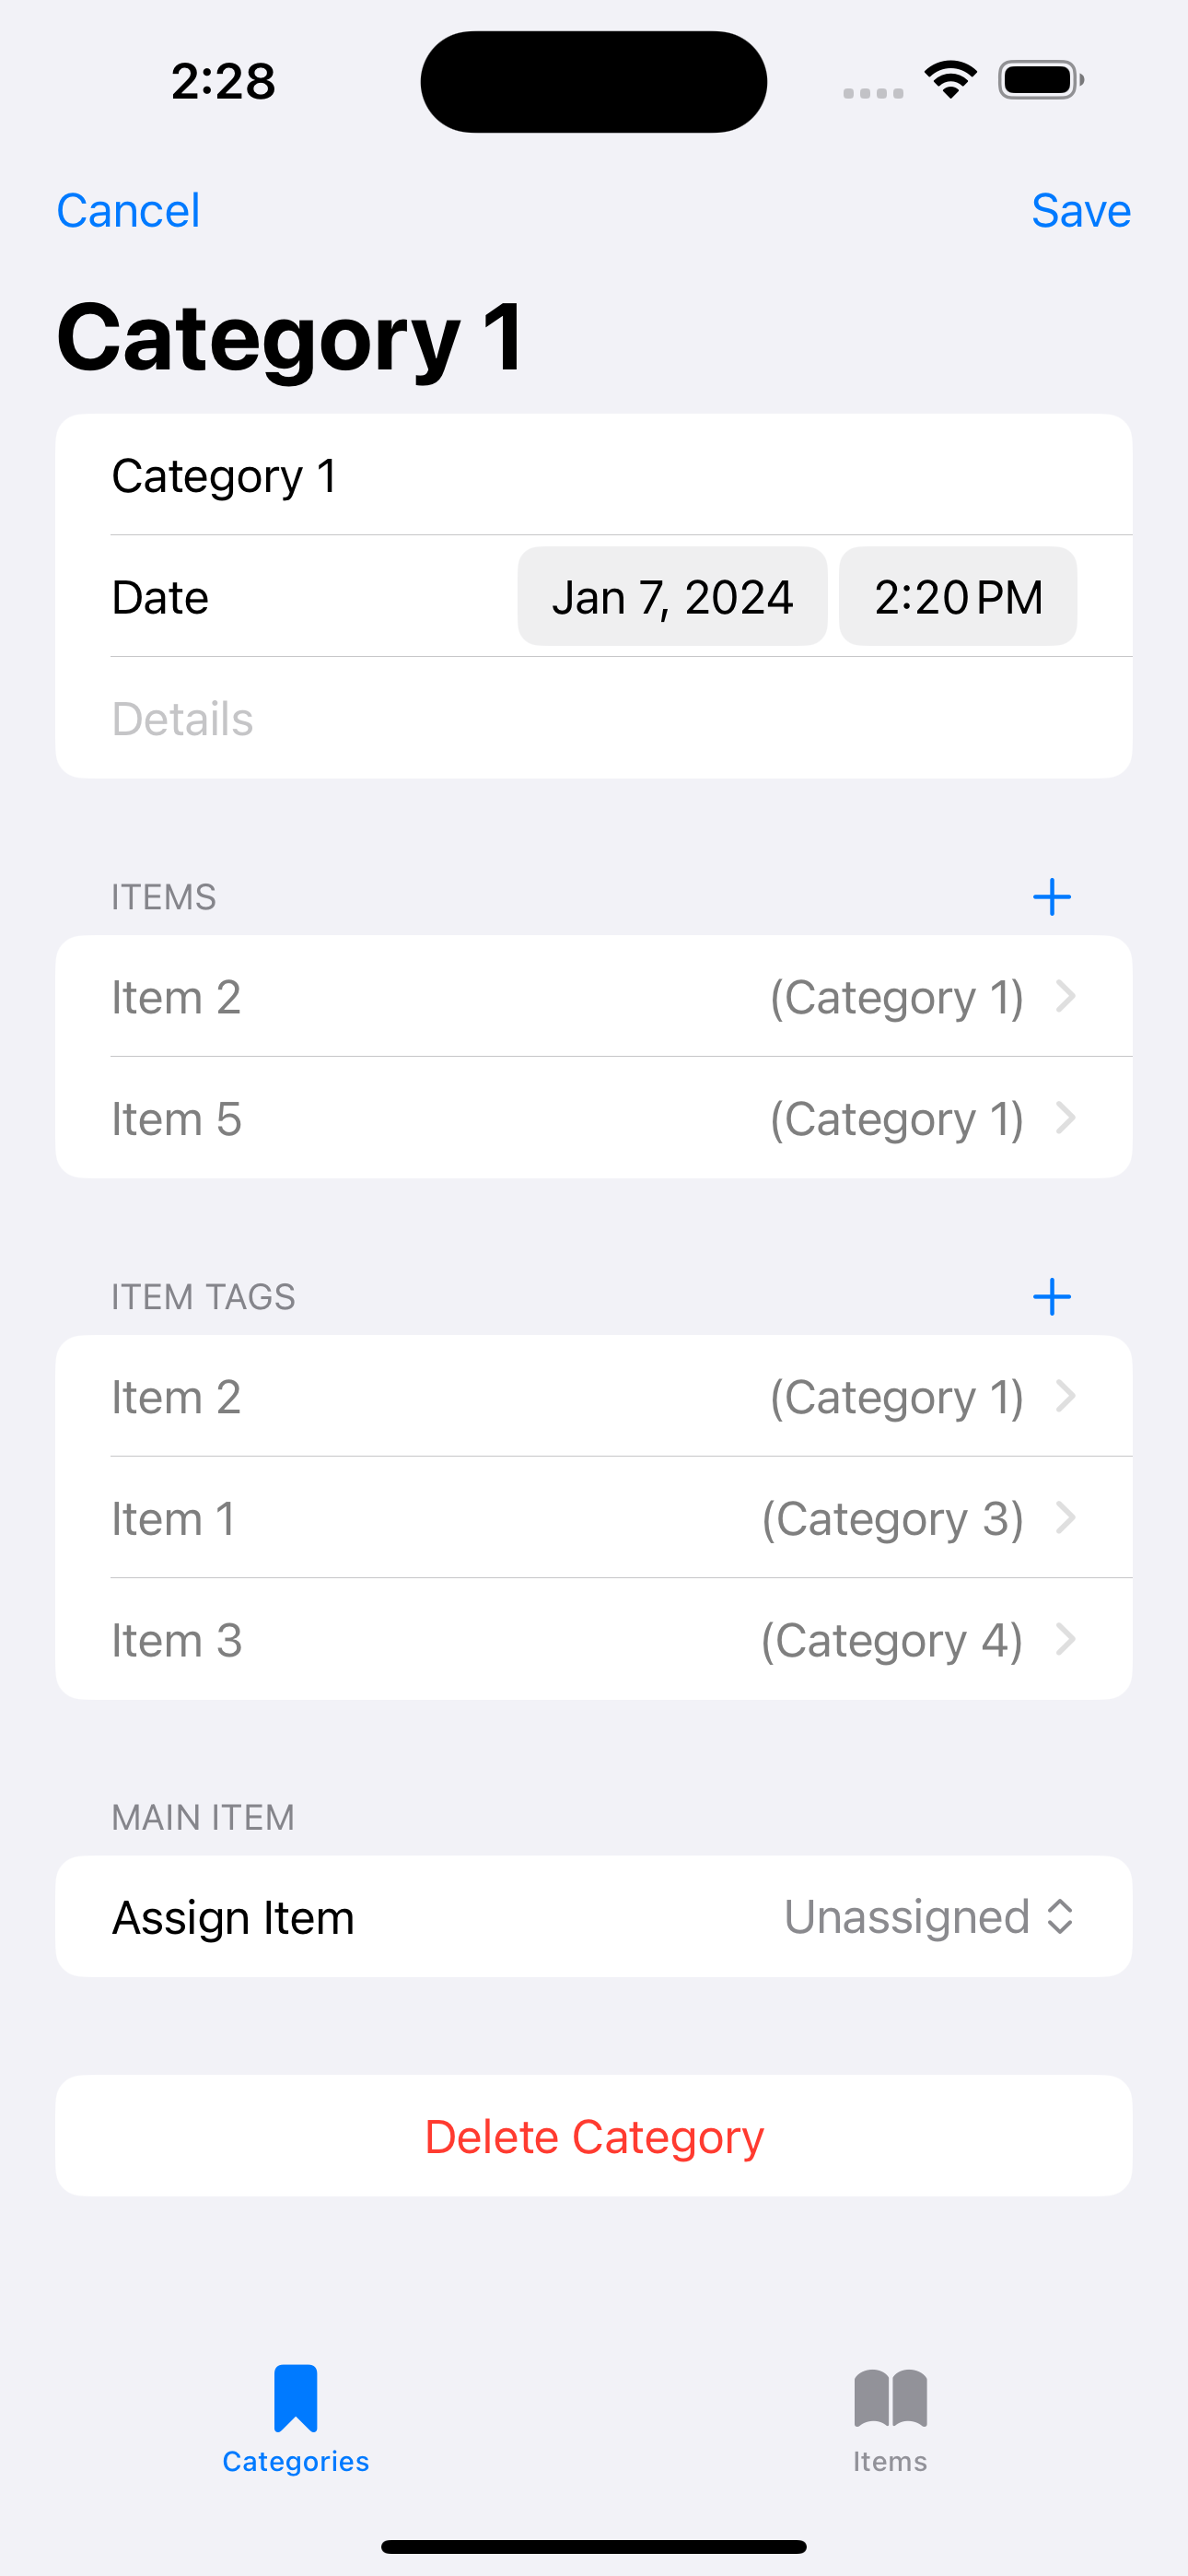 2:28
Cancel Save
Category 1
Category 1
Date Jan 7, 2024 2:20 PM
Details
ITEMS
Item 2 (Category 1)
Item 5 (Category 1)
ITEM TAGS
Item 2 (Category 1)
Item 1 (Category 3)
Item 3 (Category 4)
MAIN ITEM
Assign Item Unassigned
Delete Category
Categories Items